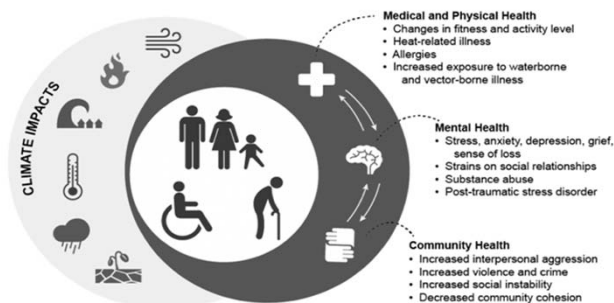 CLIMATE IMPACTS
Medical and Physical Health
• Changes in fitness and activity level
• Heat-related illness
• Allergies
• Increased exposure to waterborne
and vector-borne illness
Mental Health
• Stress, anxiety, depression, grief,
sense of loss
• Strains on social relationships
• Substance abuse
• Post-traumatic stress disorder
Community Health
• Increased interpersonal aggression
• Increased violence and crime
• Increased social instability
• Decreased community cohesion